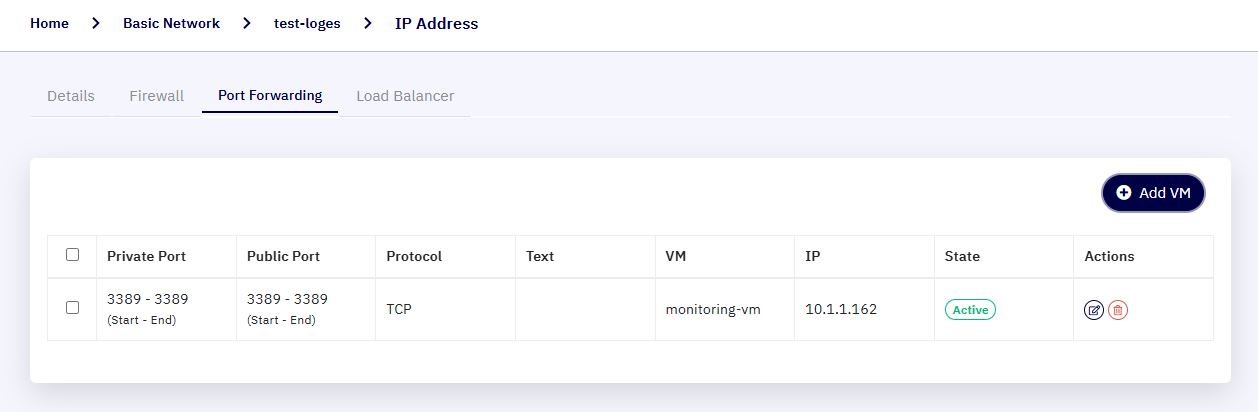 Home > Basic Network > test-loges > IP Address
Details Firewall Port Forwarding Load Balancer
Add VM
Private Port Public Port Protocol Text VM IP State Actions
3389 - 3389 3389 - 3389 TCP monitoring-vm 10.1.1.162 Active
(Start - End) (Start - End)